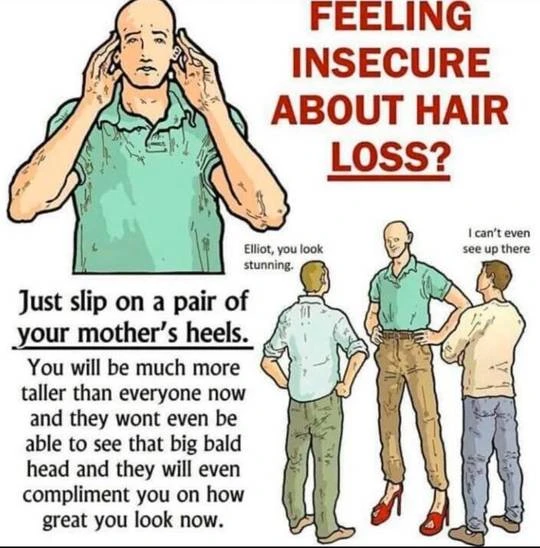 FEELING
INSECURE
ABOUT HAIR
LOSS?
Elliot, you look
stunning.
I can't even
see up there
Just slip on a pair of
your mother's heels.
You will be much more
taller than everyone now
and they wont even be
able to see that big bald
head and they will even
compliment you on how
great you look now.